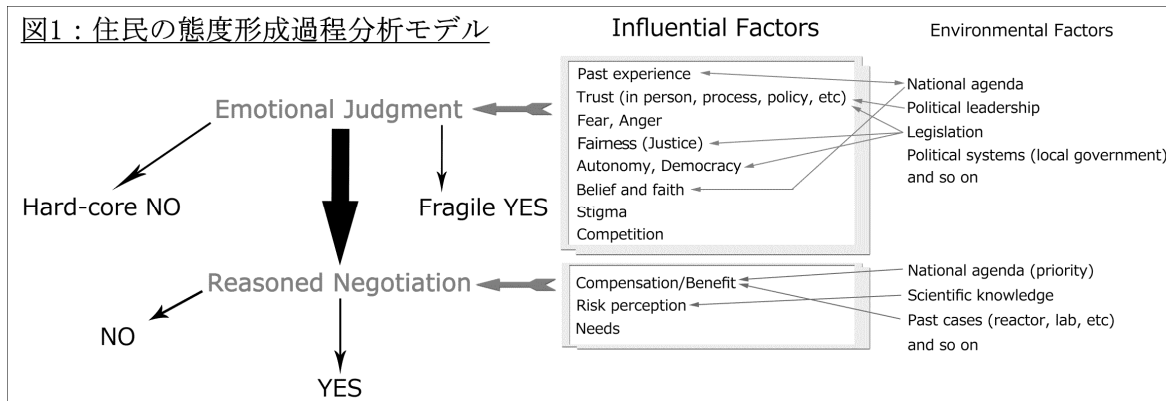 図1：住民の態度形成過程分析モデル
Influential Factors
Environmental Factors
Emotional Judgment
Hard-core NO
Fragile YES
Past experience
Trust (in person, process, policy, etc)
Fear, Anger
Fairness (Justice)
Autonomy, Democracy
Belief and faith
Stigma
Competition
National agenda
Political leadership
Legislation
Political systems (local government)
and so on
Reasoned Negotiation
NO
YES
Compensation/Benefit
Risk perception
Needs
National agenda (priority)
Scientific knowledge
Past cases (reactor, lab, etc)
and so on